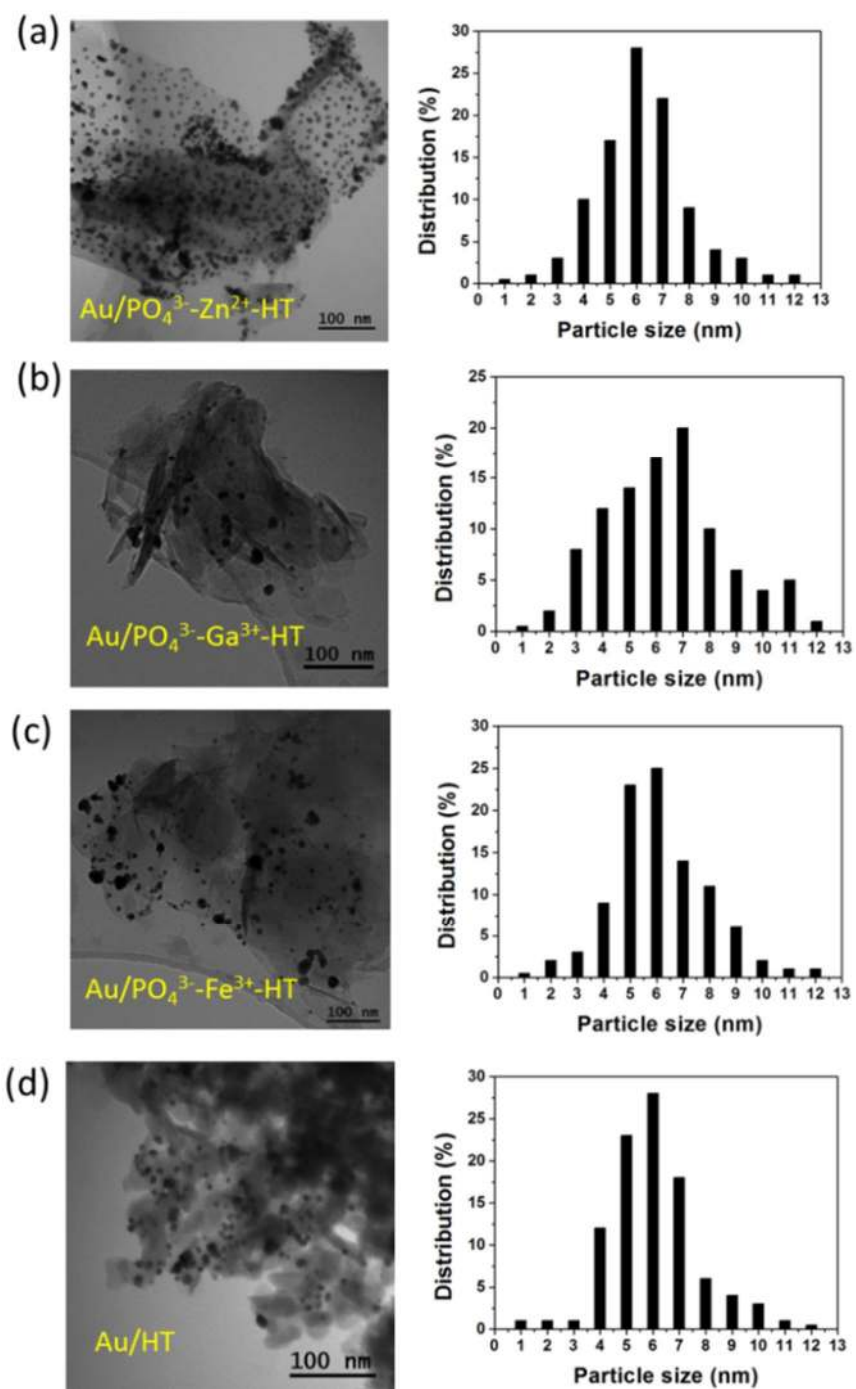 (a)
Au/PO₄³⁻-Zn²⁺-HT
100 nm
30
25
20
15
10
5
0
0 1 2 3 4 5 6 7 8 9 10 11 12 13
Distribution (%)
Particle size (nm)
(b)
Au/PO₄³⁻-Ga³⁺-HT
100 nm
25
20
15
10
5
0
0 1 2 3 4 5 6 7 8 9 10 11 12 13
Distribution (%)
Particle size (nm)
(c)
Au/PO₄³⁻-Fe³⁺-HT
100 nm
30
25
20
15
10
5
0
0 1 2 3 4 5 6 7 8 9 10 11 12 13
Distribution (%)
Particle size (nm)
(d)
Au/HT
100 nm
30
25
20
15
10
5
0
0 1 2 3 4 5 6 7 8 9 10 11 12 13
Distribution (%)
Particle size (nm)